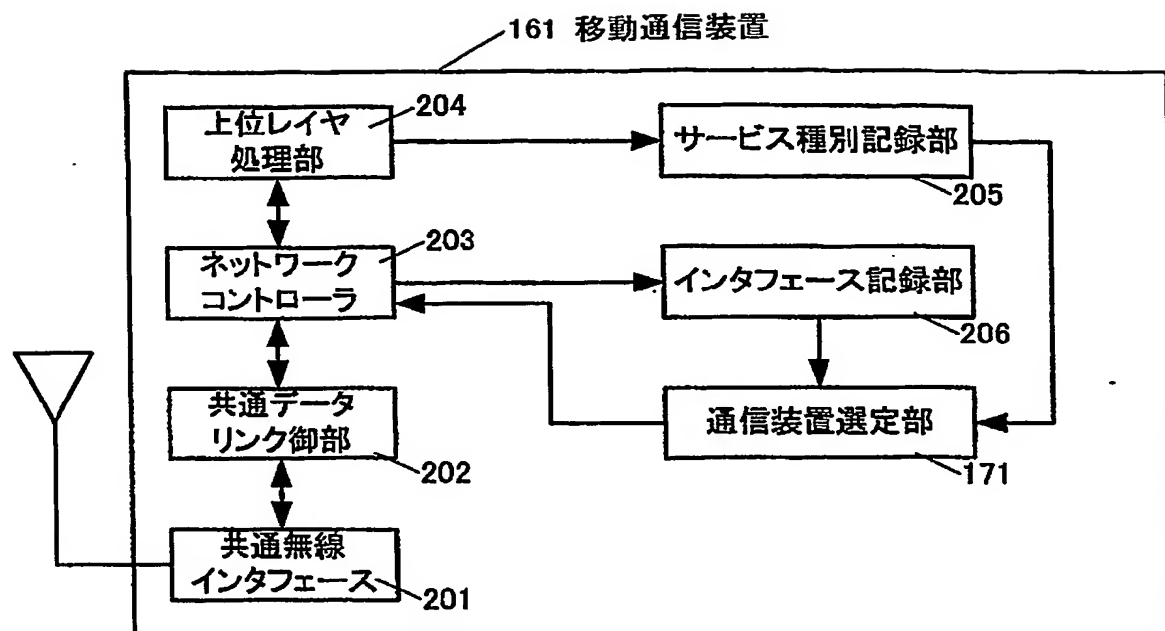 161 移動通信装置
上位レイヤ
処理部
204
サービス種別記録部
205
ネットワーク
コントローラ
203
インタフェース記録部
206
共通データ
リンク御部
202
通信装置選定部
171
共通無線
インタフェース
201